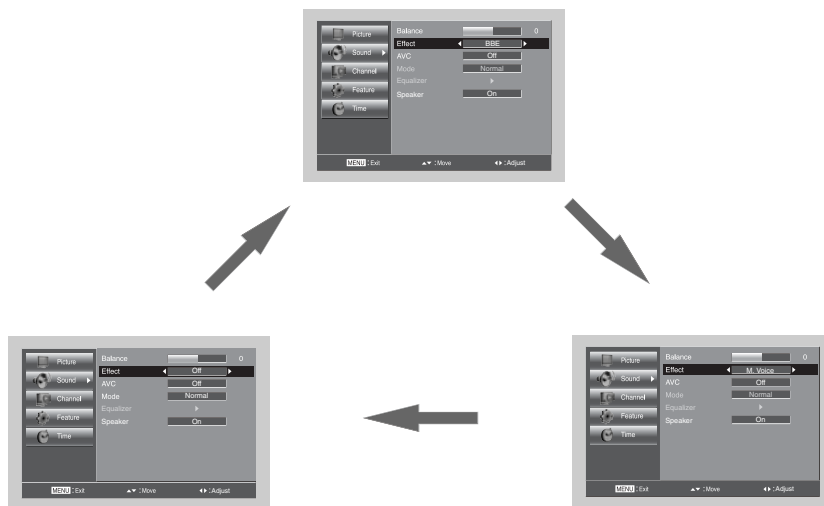 Picture
Sound
Channel
Feature
Time
Balance 0
Effect BBE
AVC Off
Mode Normal
Equalizer
Speaker On
MENU : Exit : Move : Adjust
Picture
Sound
Channel
Feature
Time
Balance 0
Effect Off
AVC Off
Mode Normal
Equalizer
Speaker On
MENU : Exit : Move : Adjust
Picture
Sound
Channel
Feature
Time
Balance 0
Effect M. Voice
AVC Off
Mode Normal
Equalizer
Speaker On
MENU : Exit : Move : Adjust